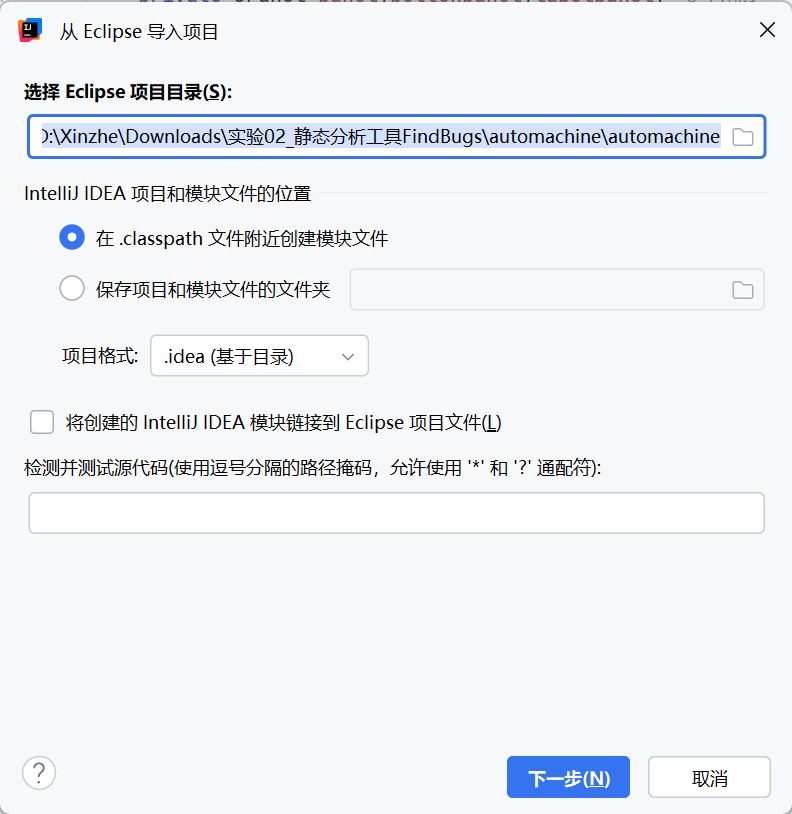 从 Eclipse 导入项目
选择 Eclipse 项目目录(S):
D:\Xinzhe\Downloads\实验02_静态分析工具FindBugs\automachine\automachine
IntelliJ IDEA 项目和模块文件的位置
在 .classpath 文件附近创建模块文件
保存项目和模块文件的文件夹
项目格式: .idea (基于目录)
将创建的 IntelliJ IDEA 模块链接到 Eclipse 项目文件(L)
检测并测试源代码(使用逗号分隔的路径掩码，允许使用 '*' 和 '?' 通配符):
? 下一步(N) 取消